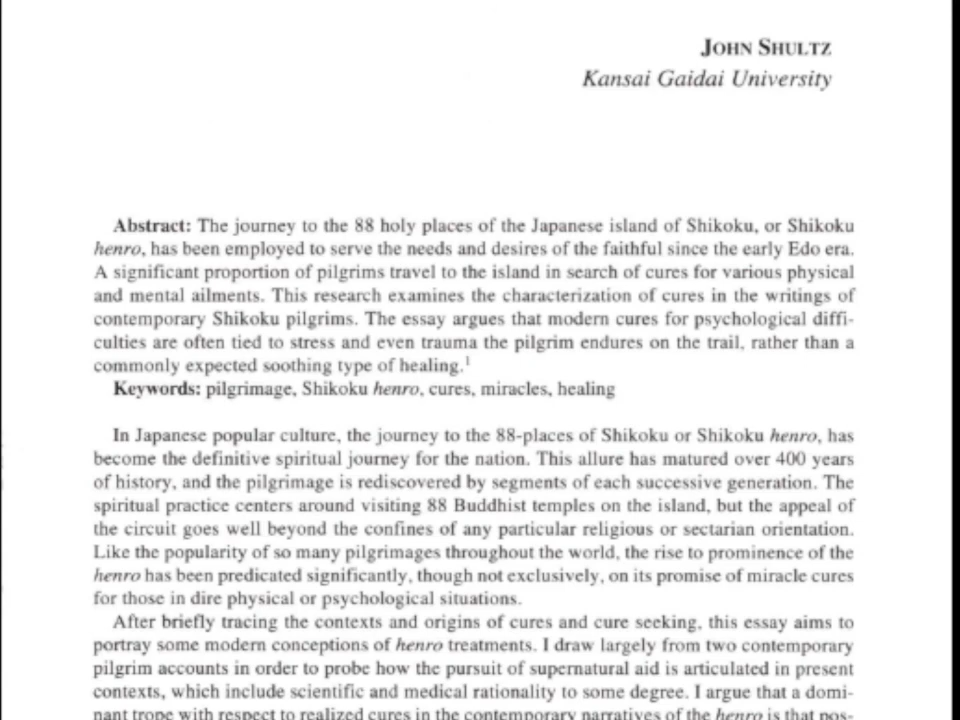 JOHN SHULTZ
Kansai Gaidai University
Abstract: The journey to the 88 holy places of the Japanese island of Shikoku, or Shikoku
henro, has been employed to serve the needs and desires of the faithful since the early Edo era.
A significant proportion of pilgrims travel to the island in search of cures for various physical
and mental ailments. This research examines the characterization of cures in the writings of
contemporary Shikoku pilgrims. The essay argues that modern cures for psychological diffi-
culties are often tied to stress and even trauma the pilgrim endures on the trail, rather than a
commonly expected soothing type of healing.1
Keywords: pilgrimage, Shikoku henro, cures, miracles, healing
In Japanese popular culture, the journey to the 88-places of Shikoku or Shikoku henro, has
become the definitive spiritual journey for the nation. This allure has matured over 400 years
of history, and the pilgrimage is rediscovered by segments of each successive generation. The
spiritual practice centers around visiting 88 Buddhist temples on the island, but the appeal of
the circuit goes well beyond the confines of any particular religious or sectarian orientation.
Like the popularity of so many pilgrimages throughout the world, the rise to prominence of the
henro has been predicated significantly, though not exclusively, on its promise of miracle cures
for those in dire physical or psychological situations.
After briefly tracing the contexts and origins of cures and cure seeking, this essay aims to
portray some modern conceptions of henro treatments. I draw largely from two contemporary
pilgrim accounts in order to probe how the pursuit of supernatural aid is articulated in present
contexts, which include scientific and medical rationality to some degree. I argue that a domi-
nant trope with respect to realized cures in the contemporary narratives of the henro is that pos-